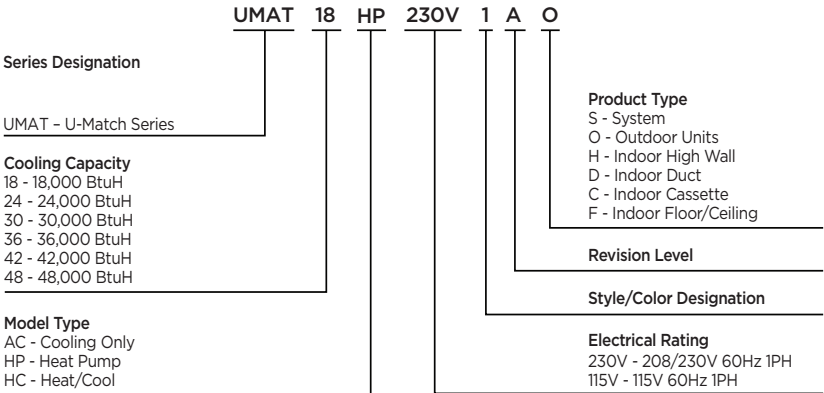 UMAT 18 HP 230V 1 A O
Series Designation
UMAT – U-Match Series
Cooling Capacity
18 - 18,000 BtuH
24 - 24,000 BtuH
30 - 30,000 BtuH
36 - 36,000 BtuH
42 - 42,000 BtuH
48 - 48,000 BtuH
Model Type
AC - Cooling Only
HP - Heat Pump
HC - Heat/Cool
Product Type
S - System
O - Outdoor Units
H - Indoor High Wall
D - Indoor Duct
C - Indoor Cassette
F - Indoor Floor/Ceiling
Revision Level
Style/Color Designation
Electrical Rating
230V - 208/230V 60Hz 1PH
115V - 115V 60Hz 1PH